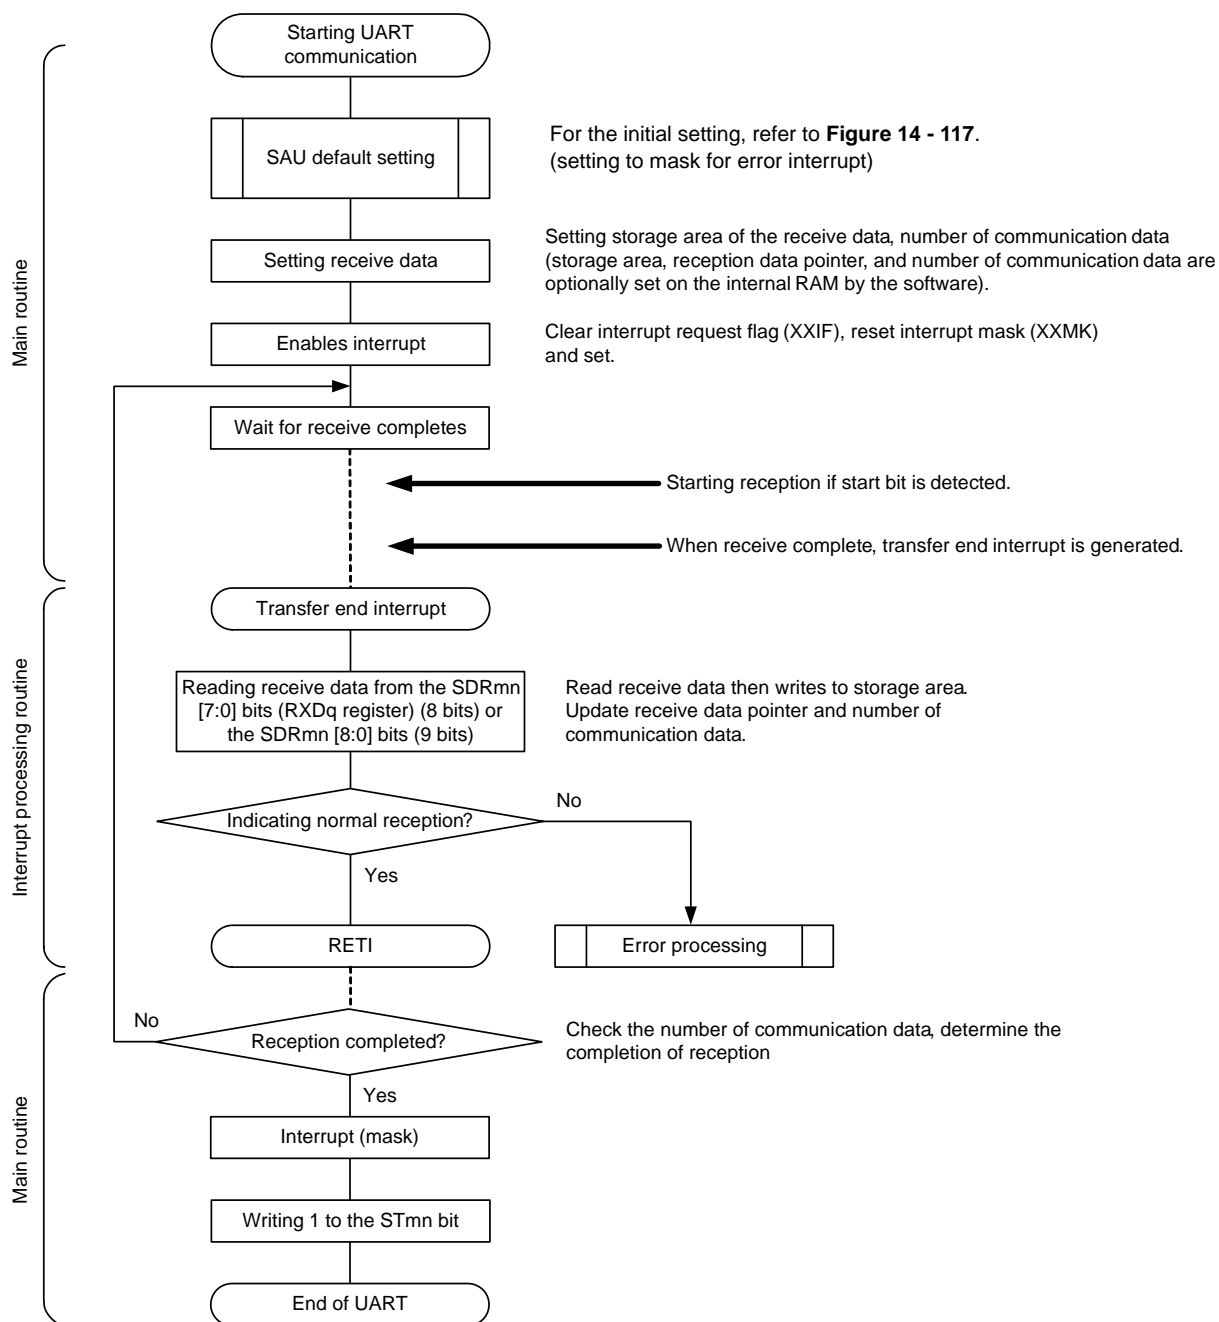 Starting UART
communication
SAU default setting
For the initial setting, refer to Figure 14 - 117.
(setting to mask for error interrupt)
Setting receive data
Setting storage area of the receive data, number of communication data
(storage area, reception data pointer, and number of communication data are
optionally set on the internal RAM by the software).
Main routine
Enables interrupt
Clear interrupt request flag (XXIF), reset interrupt mask (XXMK)
and set.
Wait for receive completes
Starting reception if start bit is detected.
When receive complete, transfer end interrupt is generated.
Transfer end interrupt
Interrupt processing routine
Reading receive data from the SDRmn
[7:0] bits (RXDq register) (8 bits) or
the SDRmn [8:0] bits (9 bits)
Read receive data then writes to storage area.
Update receive data pointer and number of
communication data.
Indicating normal reception?
No
Yes
RETI
Error processing
No
Reception completed?
Check the number of communication data, determine the
completion of reception
Yes
Main routine
Interrupt (mask)
Writing 1 to the STmn bit
End of UART